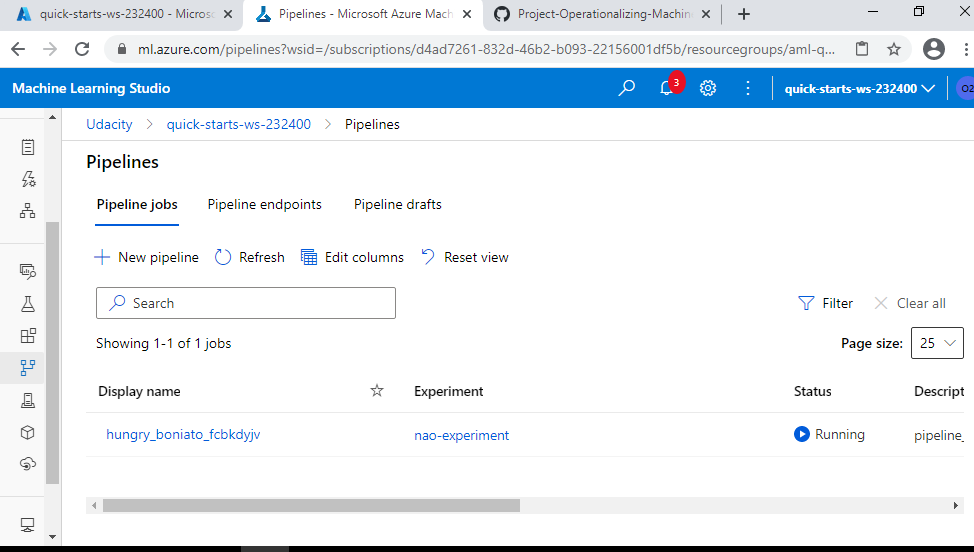 quick-starts-ws-232400 - Micros
Pipelines - Microsoft Azure Mach
Project-Operationalizing-Machin
ml.azure.com/pipelines?wsid=/subscriptions/d4ad7261-832d-46b2-b093-22156001df5b/resourcegroups/aml-q...
Machine Learning Studio
3
quick-starts-ws-232400
OZ
Udacity > quick-starts-ws-232400 > Pipelines
Pipelines
Pipeline jobs Pipeline endpoints Pipeline drafts
New pipeline Refresh Edit columns Reset view
Search
Filter Clear all
Showing 1-1 of 1 jobs
Page size: 25
Display name Experiment Status Descript
hungry_boniato_fcbkdyjv nao-experiment Running pipeline_